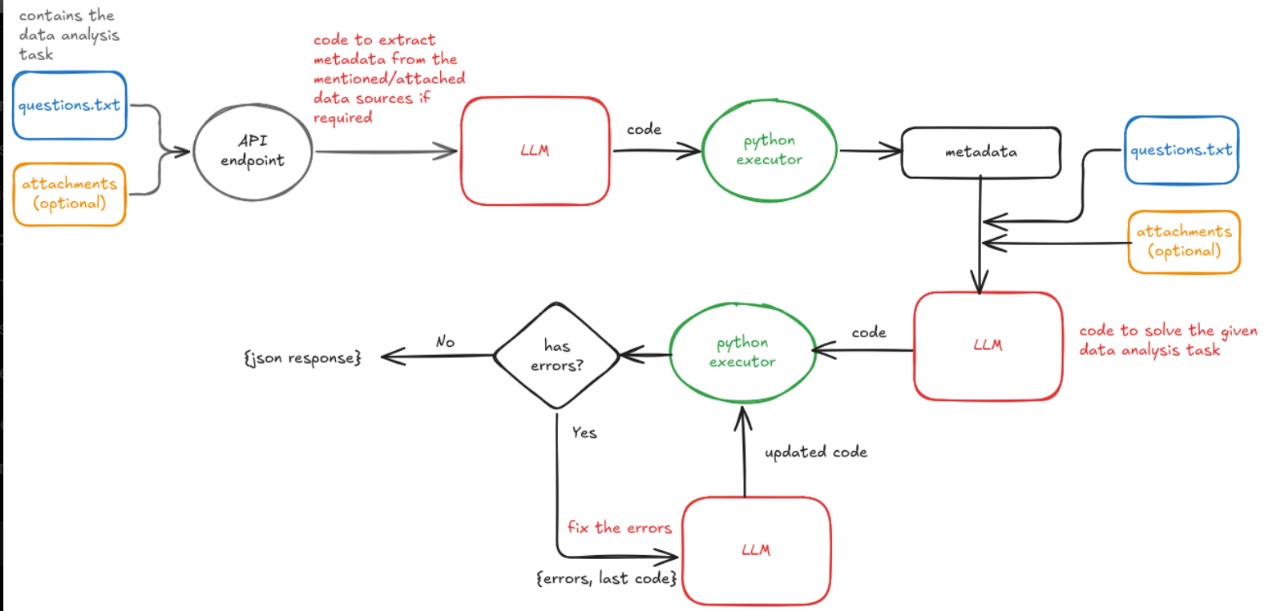 contains the
data analysis
task
questions.txt
attachments
(optional)
API
endpoint
code to extract
metadata from the
mentioned/attached
data sources if
required
LLM
code
python
executor
metadata
questions.txt
attachments
(optional)
LLM
code to solve the given
data analysis task
code
python
executor
has
errors?
No
{json response}
Yes
fix the errors
{errors, last code}
LLM
updated code